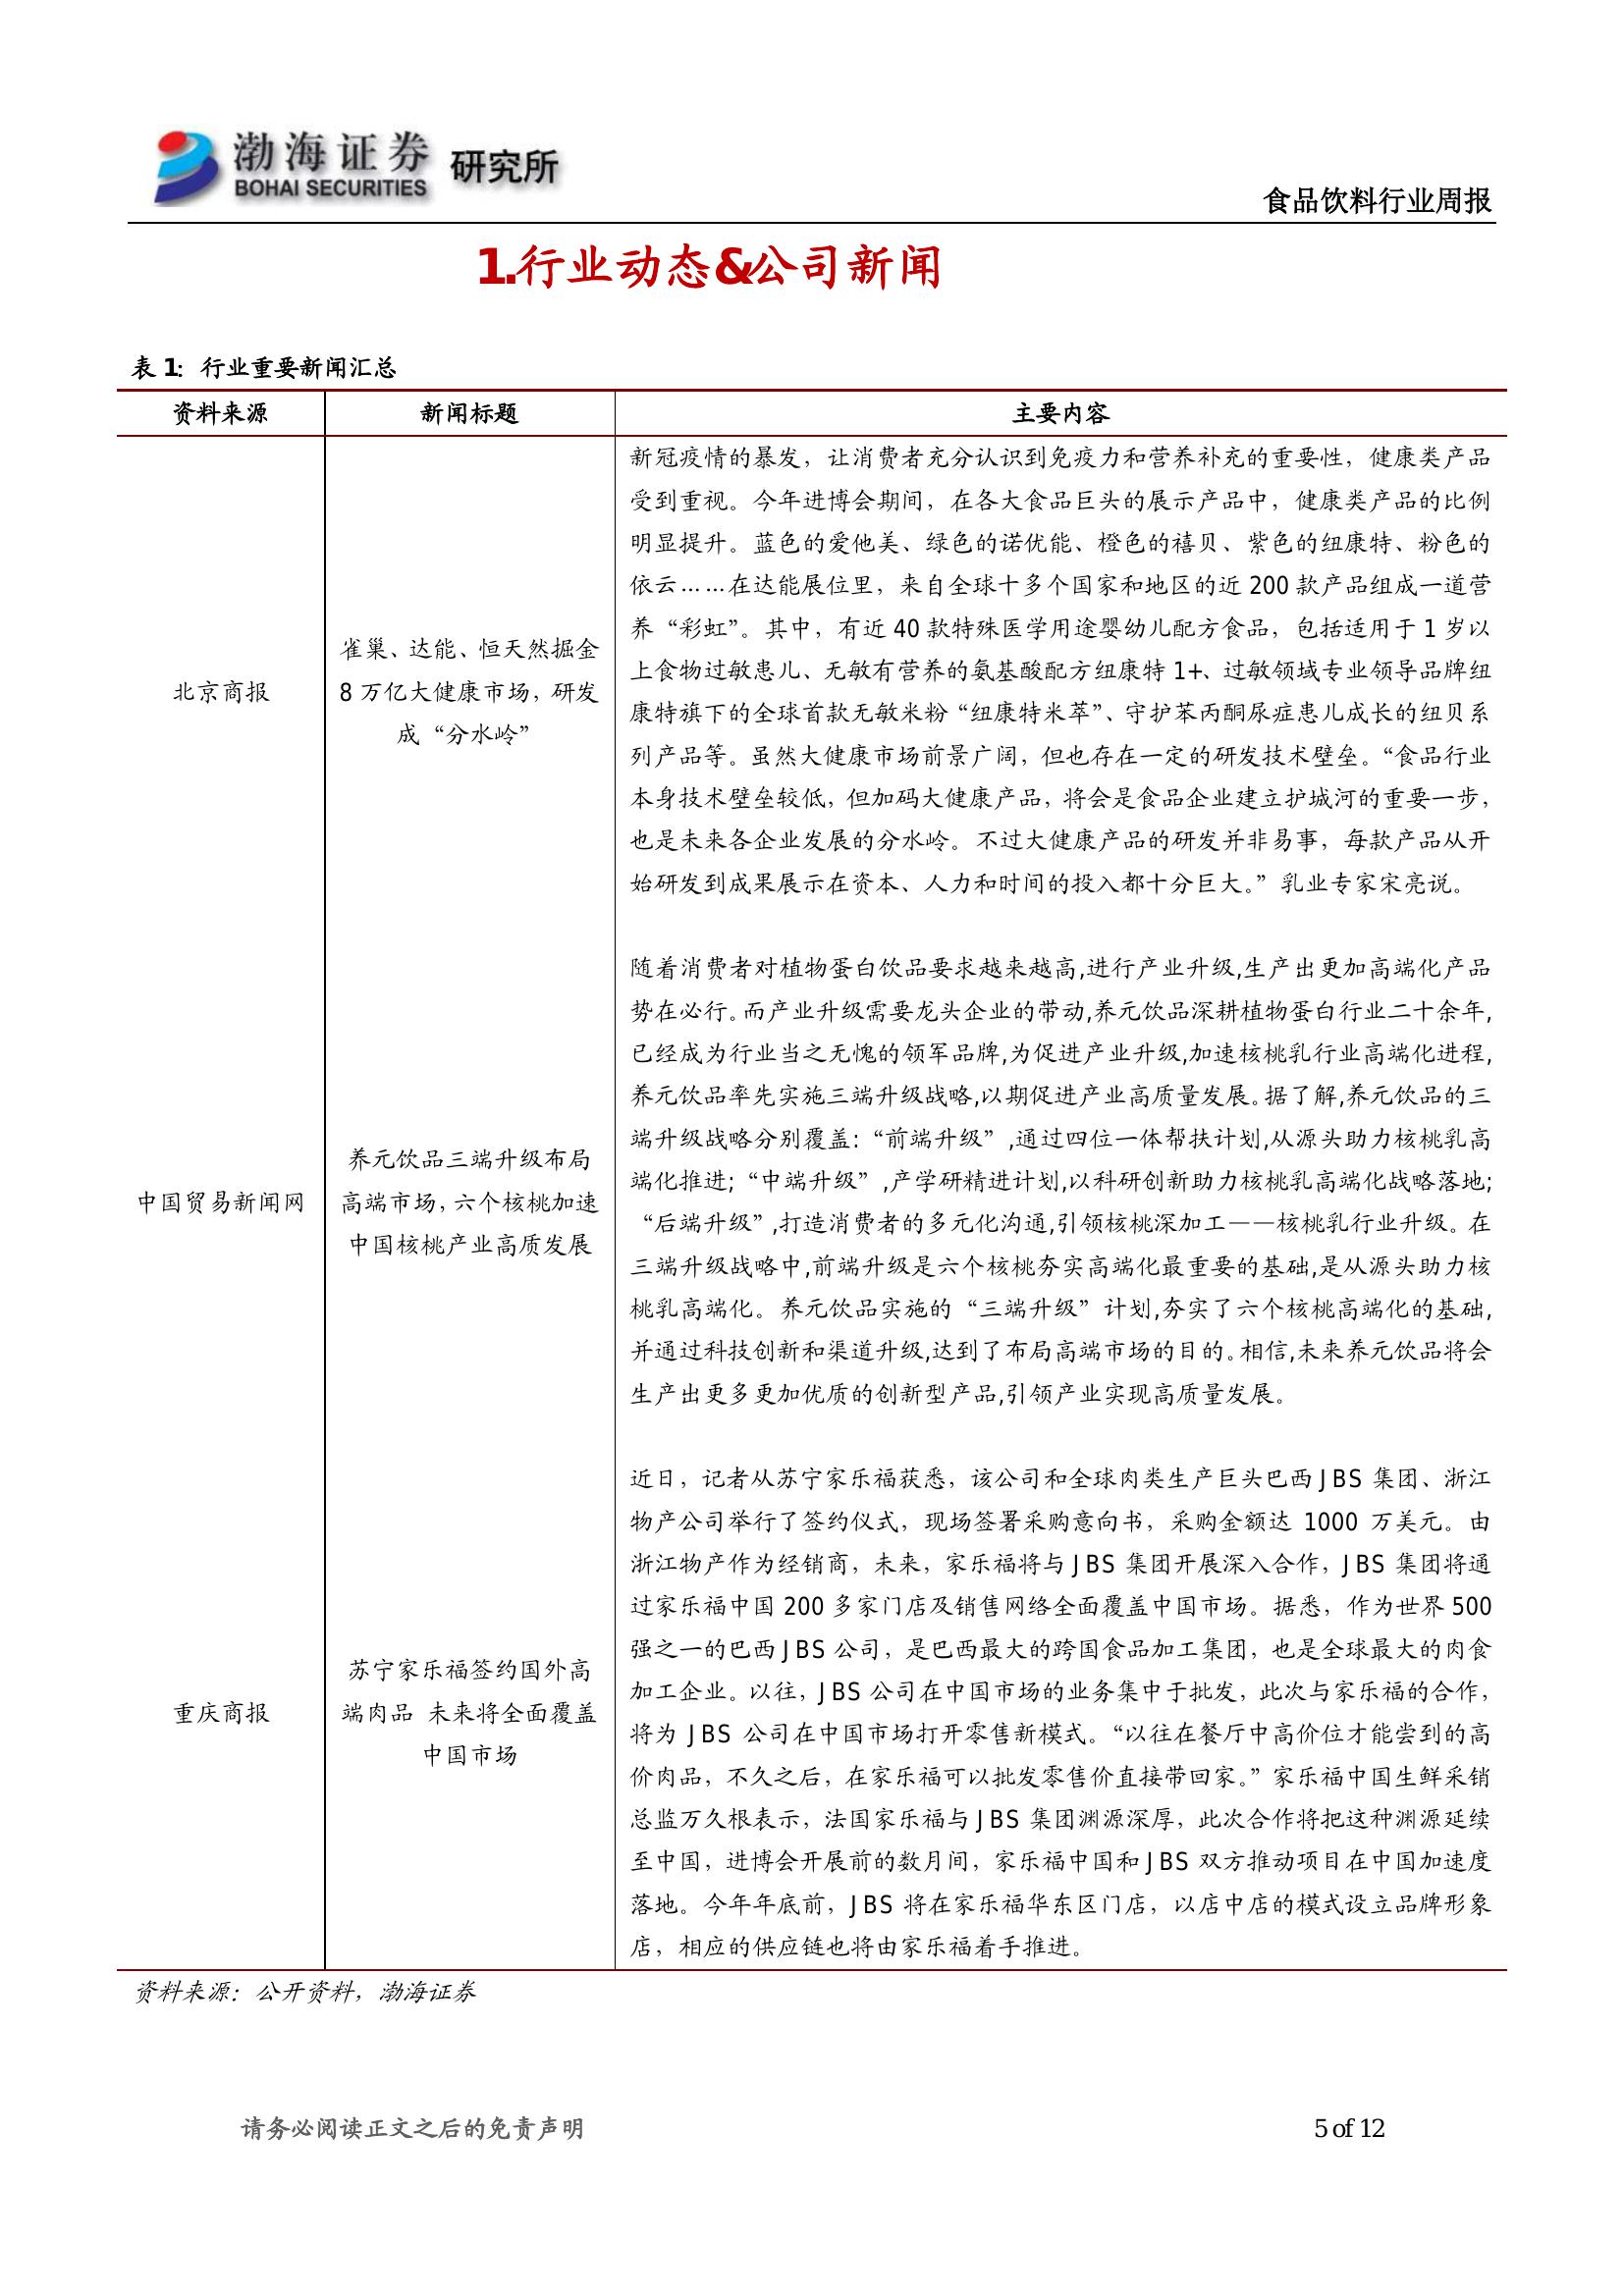 渤海证券 研究所
BOHAI SECURITIES
食品饮料行业周报
1.行业动态&公司新闻
表 1: 行业重要新闻汇总
资料来源 新闻标题 主要内容
北京商报
雀巢、达能、恒天然掘金
8 万亿大健康市场，研发
成“分水岭”
新冠疫情的暴发，让消费者充分认识到免疫力和营养补充的重要性，健康类产品
受到重视。今年进博会期间，在各大食品巨头的展示产品中，健康类产品的比例
明显提升。蓝色的爱他美、绿色的诺优能、橙色的禧贝、紫色的纽康特、粉色的
依云……在达能展位里，来自全球十多个国家和地区的近 200 款产品组成一道营
养“彩虹”。其中，有近 40 款特殊医学用途婴幼儿配方食品，包括适用于 1 岁以
上食物过敏患儿、无敏有营养的氨基酸配方纽康特 1+、过敏领域专业领导品牌纽
康特旗下的全球首款无敏米粉“纽康特米萃”、守护苯丙酮尿症患儿成长的纽贝系
列产品等。虽然大健康市场前景广阔，但也存在一定的研发技术壁垒。“食品行业
本身技术壁垒较低，但加码大健康产品，将会是食品企业建立护城河的重要一步，
也是未来各企业发展的分水岭。不过大健康产品的研发并非易事，每款产品从开
始研发到成果展示在资本、人力和时间的投入都十分巨大。”乳业专家宋亮说。
中国贸易新闻网
养元饮品三端升级布局
高端市场，六个核桃加速
中国核桃产业高质发展
随着消费者对植物蛋白饮品要求越来越高,进行产业升级,生产出更加高端化产品
势在必行。而产业升级需要龙头企业的带动,养元饮品深耕植物蛋白行业二十余年,
已经成为行业当之无愧的领军品牌,为促进产业升级,加速核桃乳行业高端化进程,
养元饮品率先实施三端升级战略,以期促进产业高质量发展。据了解,养元饮品的三
端升级战略分别覆盖:“前端升级”,通过四位一体帮扶计划,从源头助力核桃乳高
端化推进;“中端升级”,产学研精进计划,以科研创新助力核桃乳高端化战略落地;
“后端升级”,打造消费者的多元化沟通,引领核桃深加工——核桃乳行业升级。在
三端升级战略中,前端升级是六个核桃夯实高端化最重要的基础,是从源头助力核
桃乳高端化。养元饮品实施的“三端升级”计划,夯实了六个核桃高端化的基础,
并通过科技创新和渠道升级,达到了布局高端市场的目的。相信,未来养元饮品将会
生产出更多更加优质的创新型产品,引领产业实现高质量发展。
重庆商报
苏宁家乐福签约国外高
端肉品 未来将全面覆盖
中国市场
近日，记者从苏宁家乐福获悉，该公司和全球肉类生产巨头巴西 JBS 集团、浙江
物产公司举行了签约仪式，现场签署采购意向书，采购金额达 1000 万美元。由
浙江物产作为经销商，未来，家乐福将与 JBS 集团开展深入合作，JBS 集团将通
过家乐福中国 200 多家门店及销售网络全面覆盖中国市场。据悉，作为世界 500
强之一的巴西 JBS 公司，是巴西最大的跨国食品加工集团，也是全球最大的肉食
加工企业。以往，JBS 公司在中国市场的业务集中于批发，此次与家乐福的合作，
将为 JBS 公司在中国市场打开零售新模式。“以往在餐厅中高价位才能尝到的高
价肉品，不久之后，在家乐福可以批发零售价直接带回家。”家乐福中国生鲜采销
总监万久根表示，法国家乐福与 JBS 集团渊源深厚，此次合作将把这种渊源延续
至中国，进博会开展前的数月间，家乐福中国和 JBS 双方推动项目在中国加速度
落地。今年年底前，JBS 将在家乐福华东区门店，以店中店的模式设立品牌形象
店，相应的供应链也将由家乐福着手推进。
资料来源：公开资料，渤海证券
请务必阅读正文之后的免责声明 5 of 12